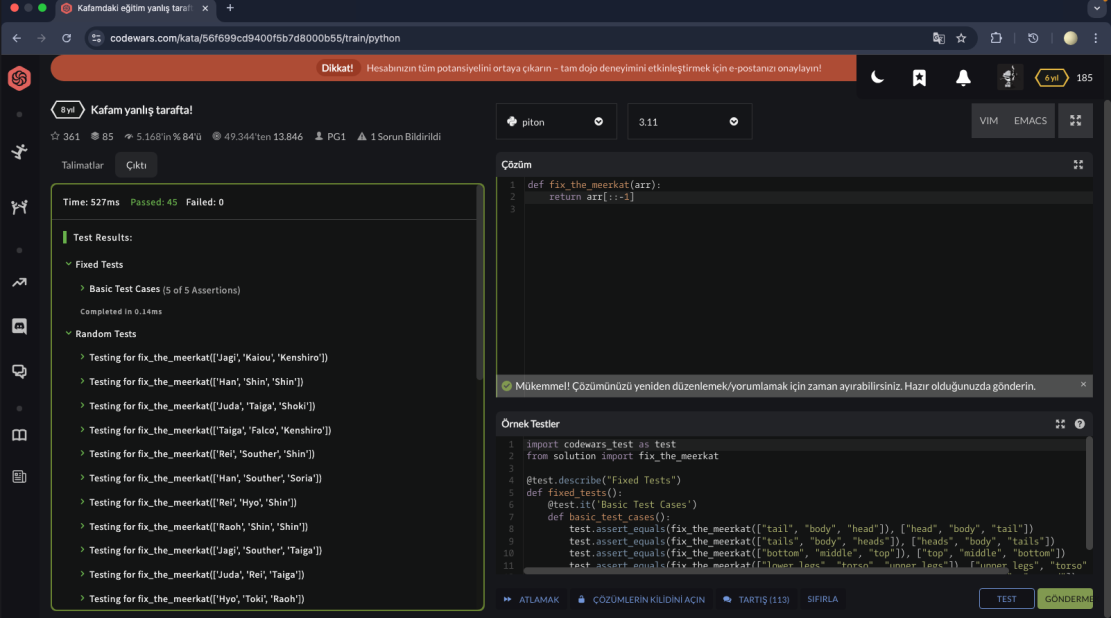 Kafamdaki eğitim yanlış taraft
codewars.com/kata/56f699cd9400f5b7d8000b55/train/python
Dikkat! Hesabınızın tüm potansiyelini ortaya çıkarın – tam dojo deneyimini etkinleştirmek için e-postanızı onaylayın!
6 yıl 185
8 yıl Kafam yanlış tarafta!
361 85 5.168'in % 84'ü 49.344'ten 13.846 PG1 1 Sorun Bildirildi
Talimatlar Çıktı
Time: 527ms Passed: 45 Failed: 0
Test Results:
Fixed Tests
Basic Test Cases (5 of 5 Assertions)
Completed in 0.14ms
Random Tests
Testing for fix_the_meerkat(['Jagi', 'Kaiou', 'Kenshiro'])
Testing for fix_the_meerkat(['Han', 'Shin', 'Shin'])
Testing for fix_the_meerkat(['Juda', 'Taiga', 'Shoki'])
Testing for fix_the_meerkat(['Taiga', 'Falco', 'Kenshiro'])
Testing for fix_the_meerkat(['Rei', 'Souther', 'Shin'])
Testing for fix_the_meerkat(['Han', 'Souther', 'Soria'])
Testing for fix_the_meerkat(['Rei', 'Hyo', 'Shin'])
Testing for fix_the_meerkat(['Raoh', 'Shin', 'Shin'])
Testing for fix_the_meerkat(['Jagi', 'Souther', 'Taiga'])
Testing for fix_the_meerkat(['Juda', 'Rei', 'Taiga'])
Testing for fix_the_meerkat(['Hyo', 'Toki', 'Raoh'])
piton 3.11 VIM EMACS
Çözüm
1 def fix_the_meerkat(arr):
2 return arr[::-1]
3
Mükemmel! Çözümünüzü yeniden düzenlemek/yorumlamak için zaman ayırabilirsiniz. Hazır olduğunuzda gönderin.
Örnek Testler
1 import codewars_test as test
2 from solution import fix_the_meerkat
3
4 @test.describe("Fixed Tests")
5 def fixed_tests():
6 @test.it('Basic Test Cases')
7 def basic_test_cases():
8 test.assert_equals(fix_the_meerkat(["tail", "body", "head"]), ["head", "body", "tail"])
9 test.assert_equals(fix_the_meerkat(["tails", "body", "heads"]), ["heads", "body", "tails"])
10 test.assert_equals(fix_the_meerkat(["bottom", "middle", "top"]), ["top", "middle", "bottom"])
11 test.assert_equals(fix_the_meerkat(["lower legs", "torso", "upper legs"]), ["upper legs", "torso"
ATLAMAK ÇÖZÜMLERİN KİLİDİNİ AÇIN TARTIŞ (113) SIFIRLA TEST GÖNDERME